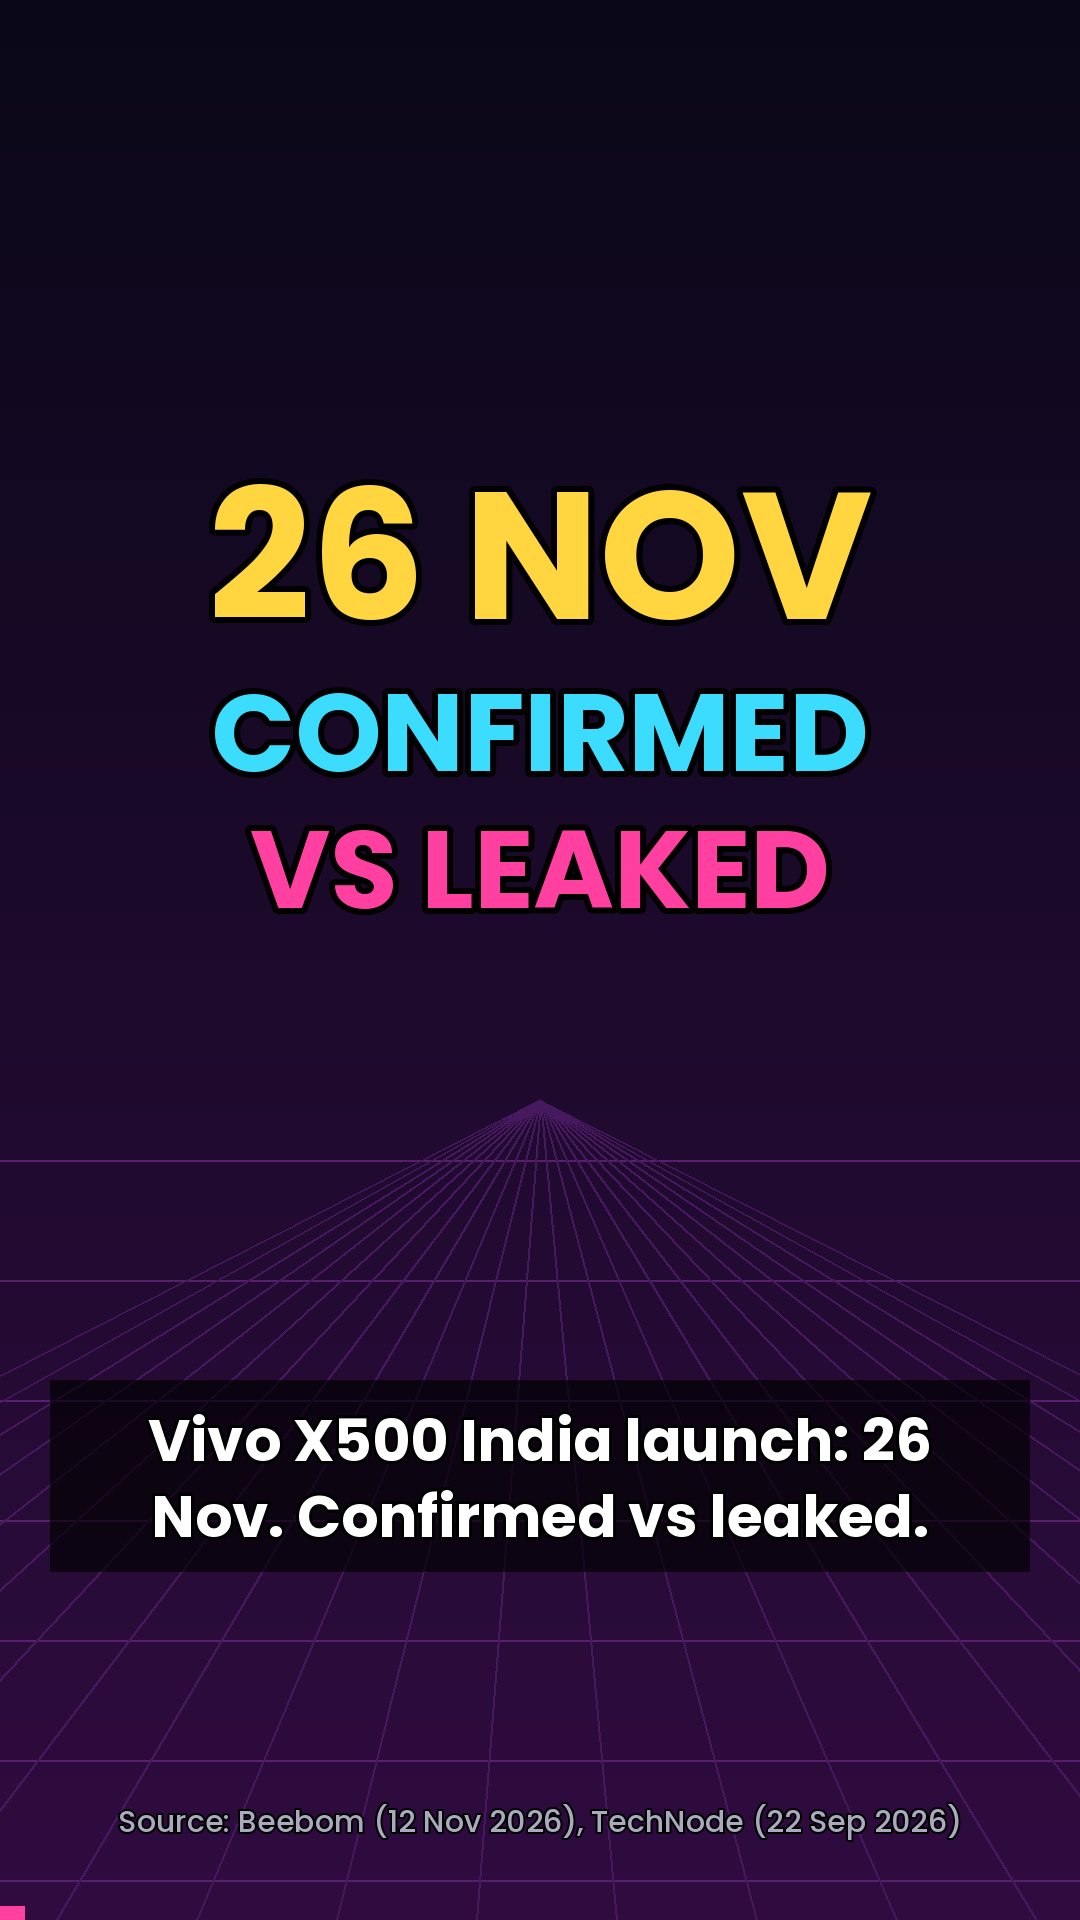 26 NOV
CONFIRMED
VS LEAKED
Vivo X500 India launch: 26
Nov. Confirmed vs leaked.
Source: Beebom (12 Nov 2026), TechNode (22 Sep 2026)